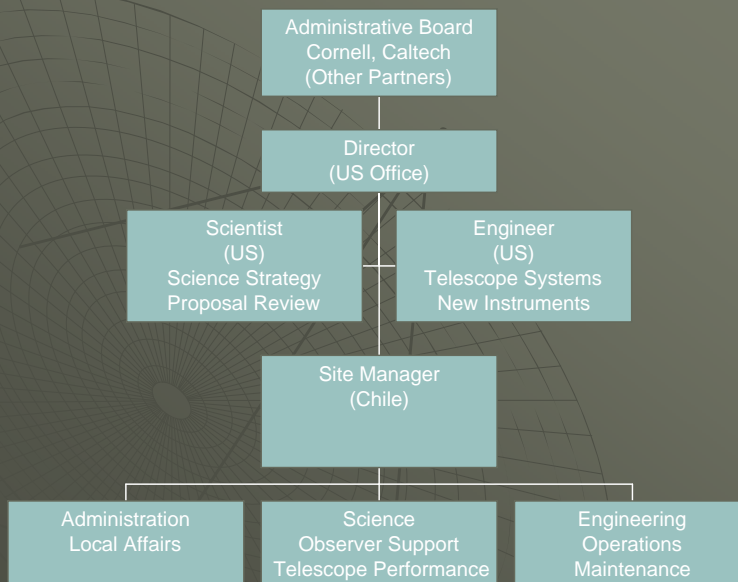 Administrative Board
Cornell, Caltech
(Other Partners)
Director
(US Office)
Scientist
(US)
Science Strategy
Proposal Review
Engineer
(US)
Telescope Systems
New Instruments
Site Manager
(Chile)
Administration
Local Affairs
Science
Observer Support
Telescope Performance
Engineering
Operations
Maintenance